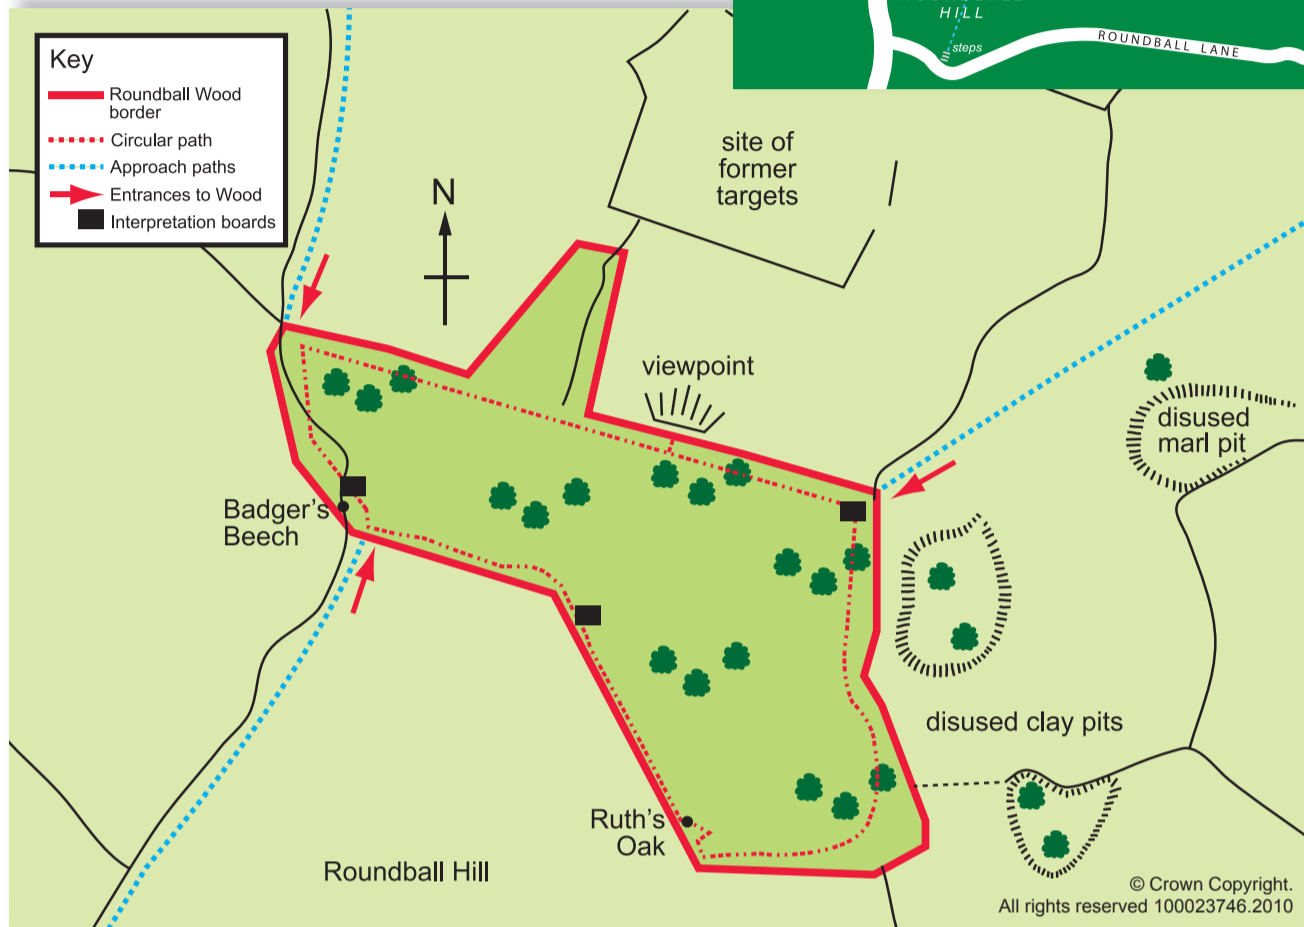 HILL
steps
ROUNDBALL LANE
Key
Roundball Wood
border
Circular path
Approach paths
Entrances to Wood
Interpretation boards
N
site of
former
targets
viewpoint
disused
marl pit
Badger's
Beech
disused clay pits
Ruth's
Oak
Roundball Hill
© Crown Copyright.
All rights reserved 100023746.2010